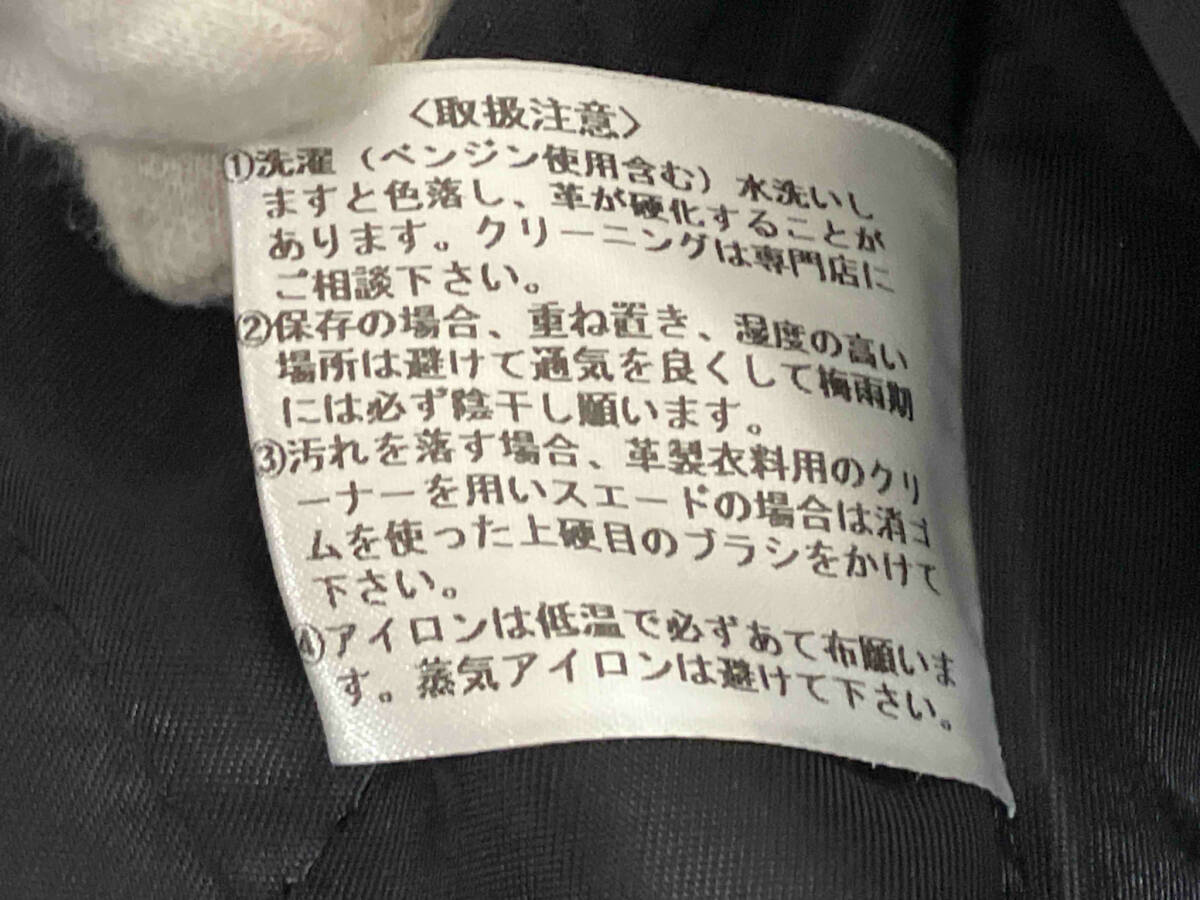 〈取扱注意〉
①洗濯(ベンジン使用含む)水洗いし
ますと色落し、革が硬化することが
あります。クリーニングは専門店に
ご相談下さい。
②保存の場合、重ね置き、湿度の高い
場所は避けて通気を良くして梅雨期
には必ず陰干し願います。
③汚れを落す場合、革製衣料用のクリ
ーナーを用いスエードの場合は消ゴ
ムを使った上硬目のブラシをかけて
下さい。
④アイロンは低温で必ずあて布願いま
す。蒸気アイロンは避けて下さい。